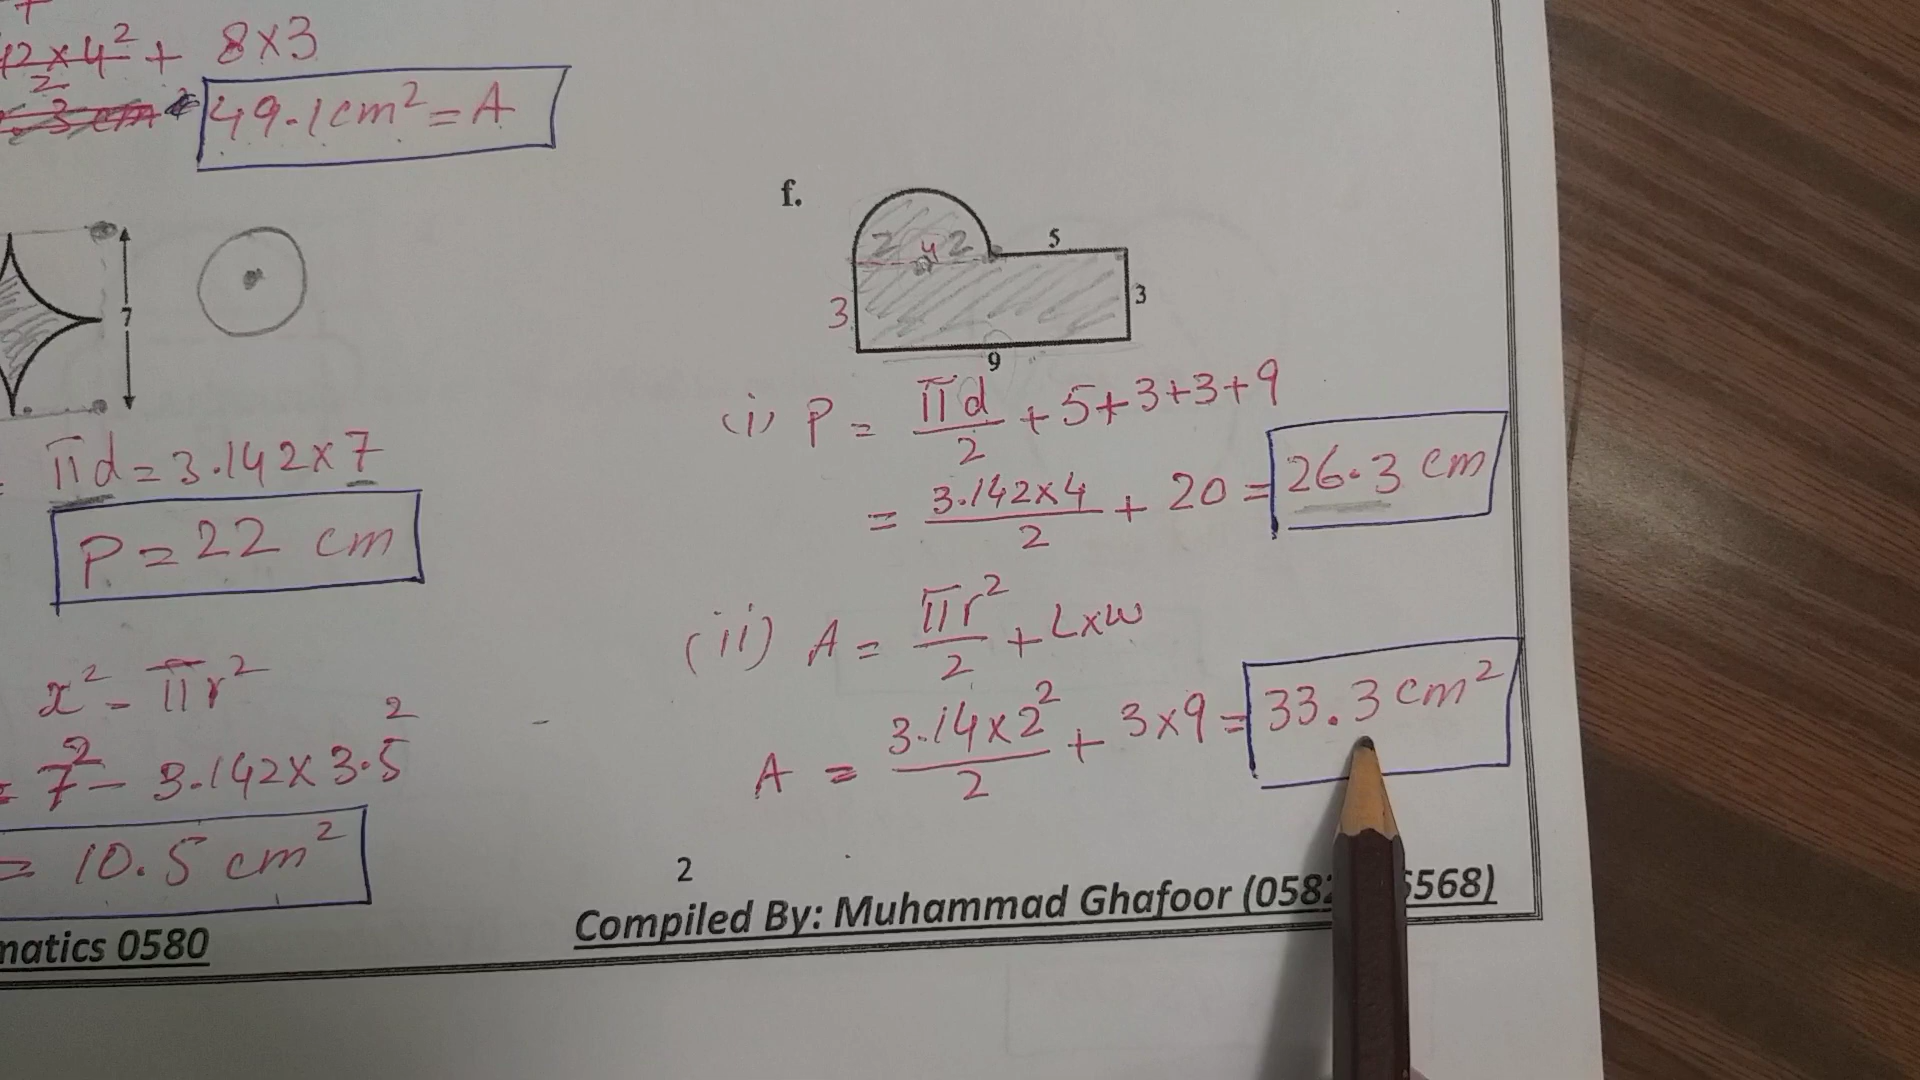 12×4² + 8×3
2
49.1cm² = A
7
πd = 3.142×7
P = 22 cm
x² - πr²
= 7² - 3.142×3.5²
= 10.5 cm²
f.
2 4 2
5
3
3
9
(i) P = πd/2 + 5+3+3+9
= 3.142×4/2 + 20 = 26.3 cm
(ii) A = πr²/2 + L×w
A = 3.14×2²/2 + 3×9 = 33.3 cm²
2
Compiled By: Muhammad Ghafoor (058 6568)
matics 0580